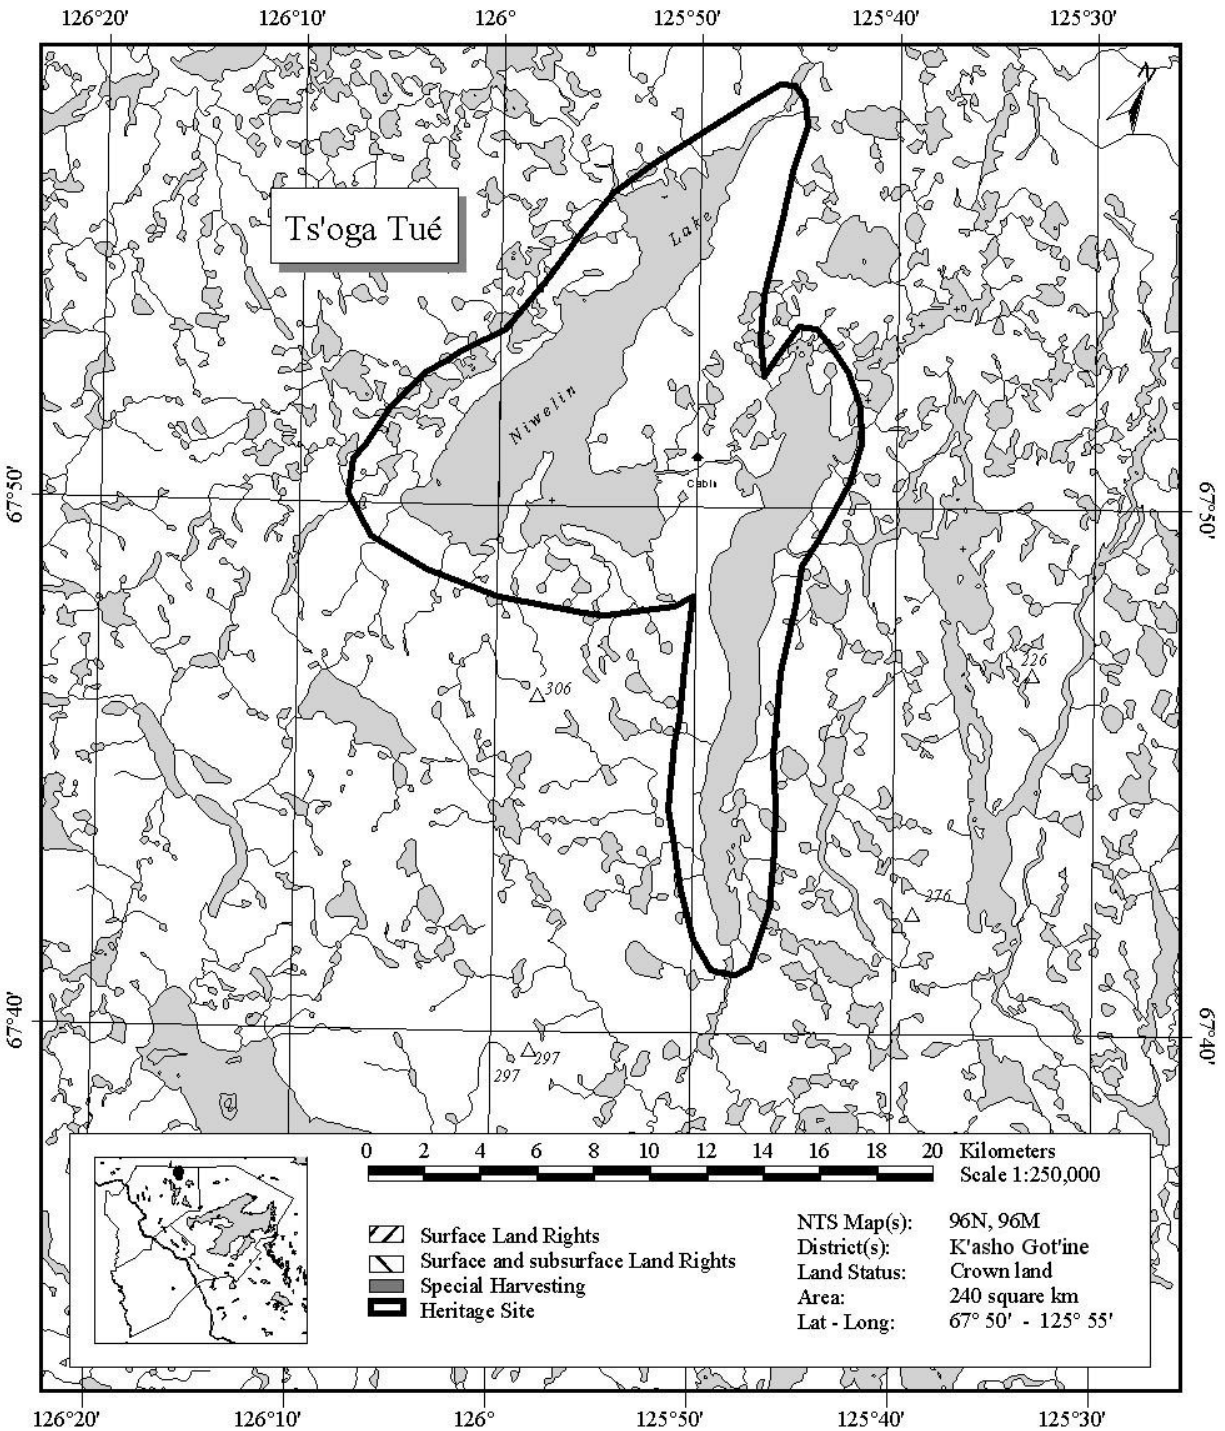 126°20' 126°10' 126° 125°50' 125°40' 125°30'
N
Ts'oga Tué
Lake
Niwelin
Cabin
67°50' 67°50'
306
226
276
297
297
67°40' 67°40'
0 2 4 6 8 10 12 14 16 18 20 Kilometers
Scale 1:250,000
Surface Land Rights
Surface and subsurface Land Rights
Special Harvesting
Heritage Site
NTS Map(s): 96N, 96M
District(s): K'asho Got'ine
Land Status: Crown land
Area: 240 square km
Lat - Long: 67° 50' - 125° 55'
126°20' 126°10' 126° 125°50' 125°40' 125°30'